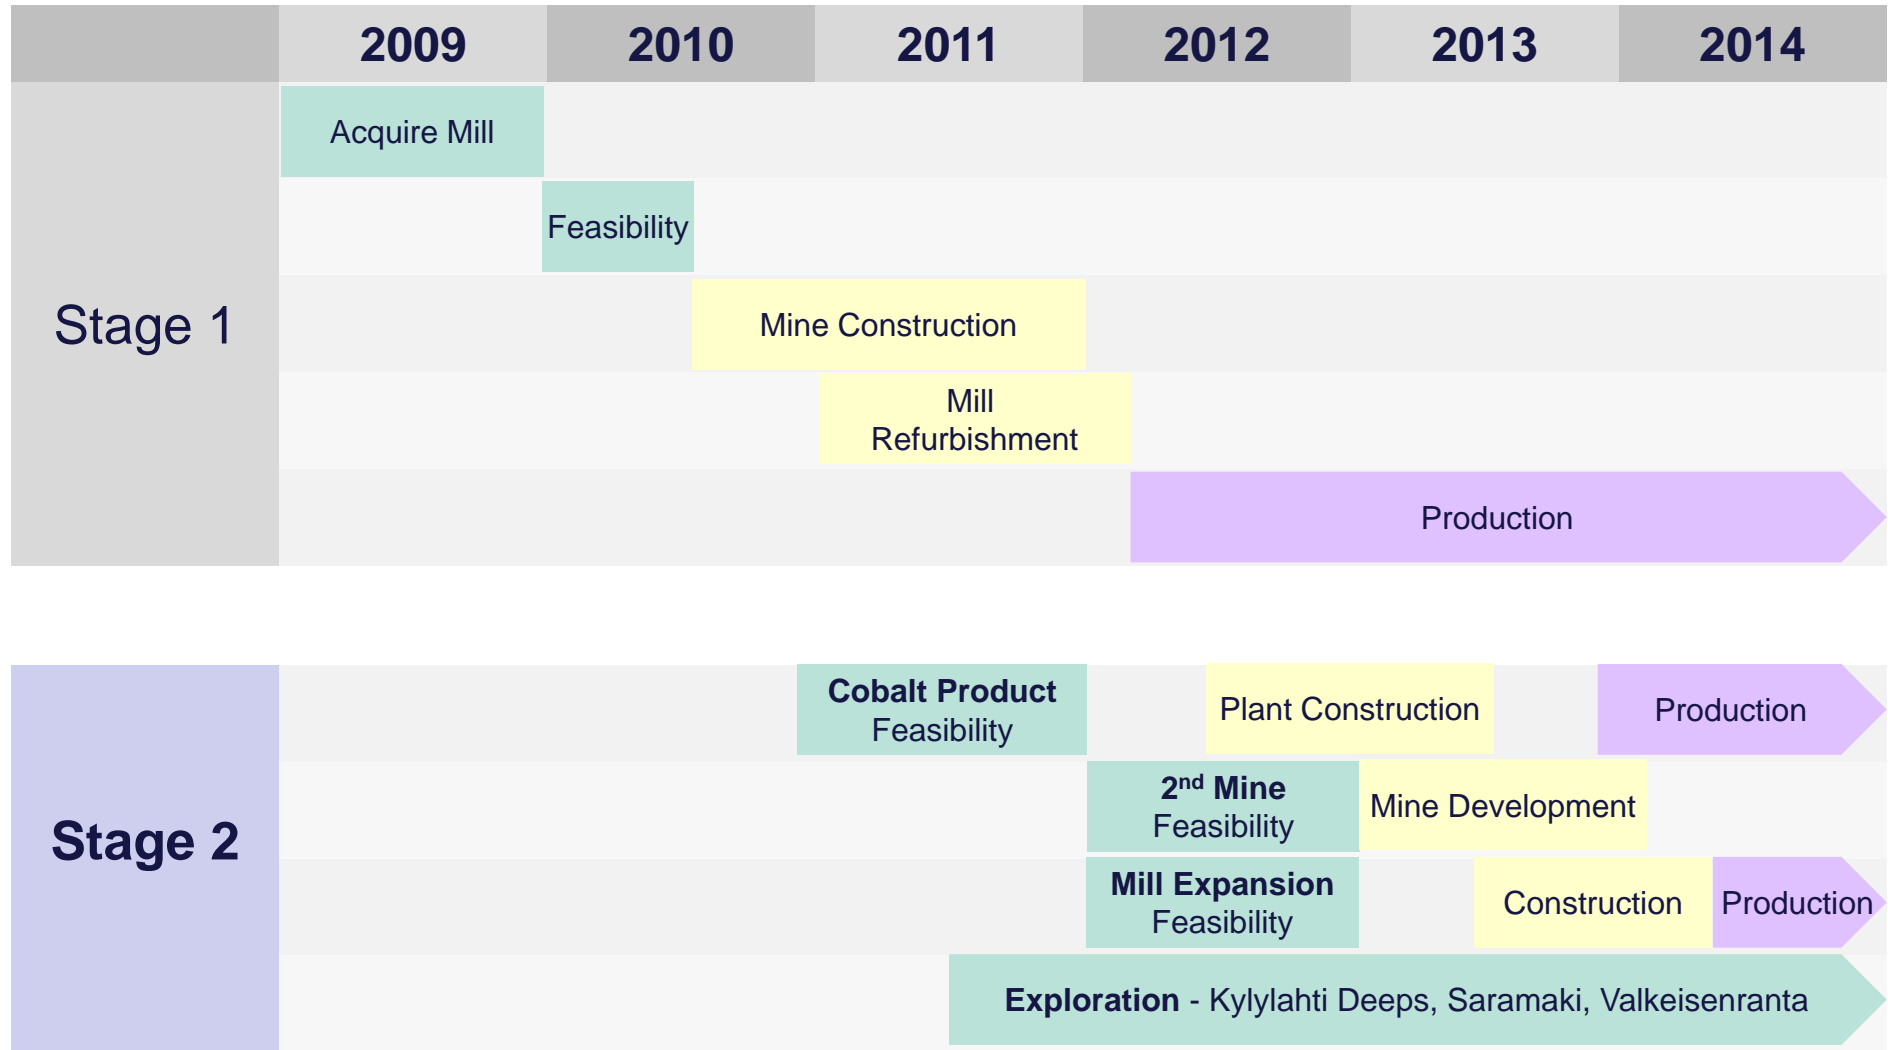 2009 2010 2011 2012 2013 2014
Stage 1
Acquire Mill
Feasibility
Mine Construction
Mill
Refurbishment
Production
Stage 2
Cobalt Product
Feasibility
Plant Construction
Production
2nd Mine
Feasibility
Mine Development
Mill Expansion
Feasibility
Construction
Production
Exploration - Kylylahti Deeps, Saramaki, Valkeisenranta